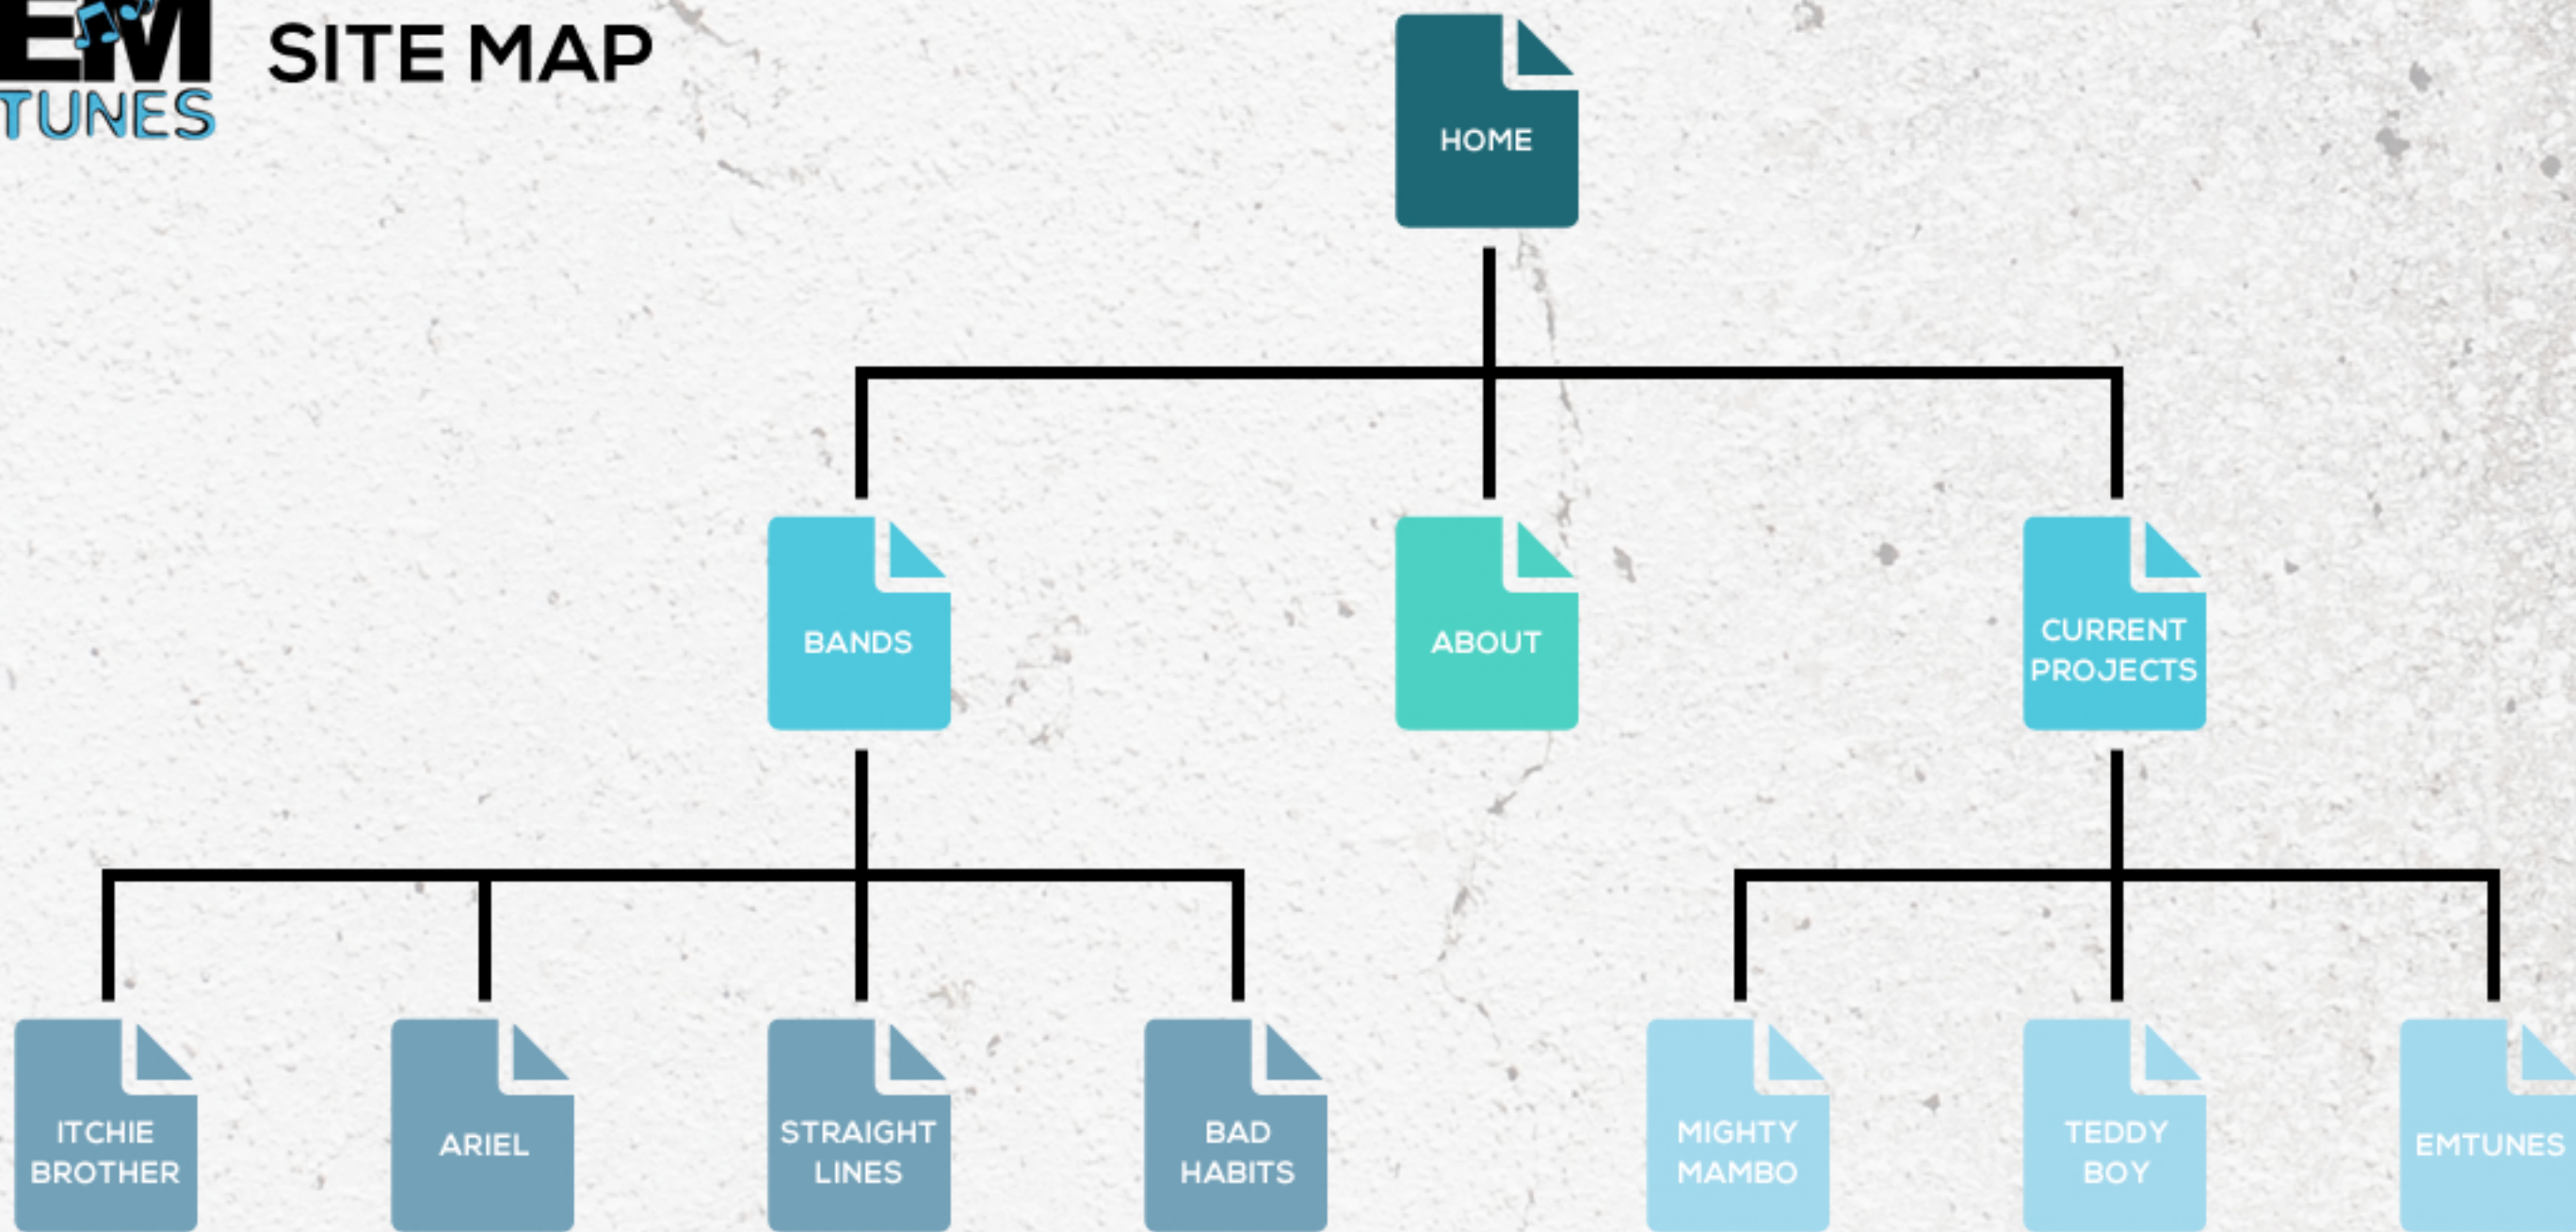 EM
TUNES
SITE MAP
HOME
BANDS
ABOUT
CURRENT
PROJECTS
ITCHIE
BROTHER
ARIEL
STRAIGHT
LINES
BAD
HABITS
MIGHTY
MAMBO
TEDDY
BOY
EMTUNES